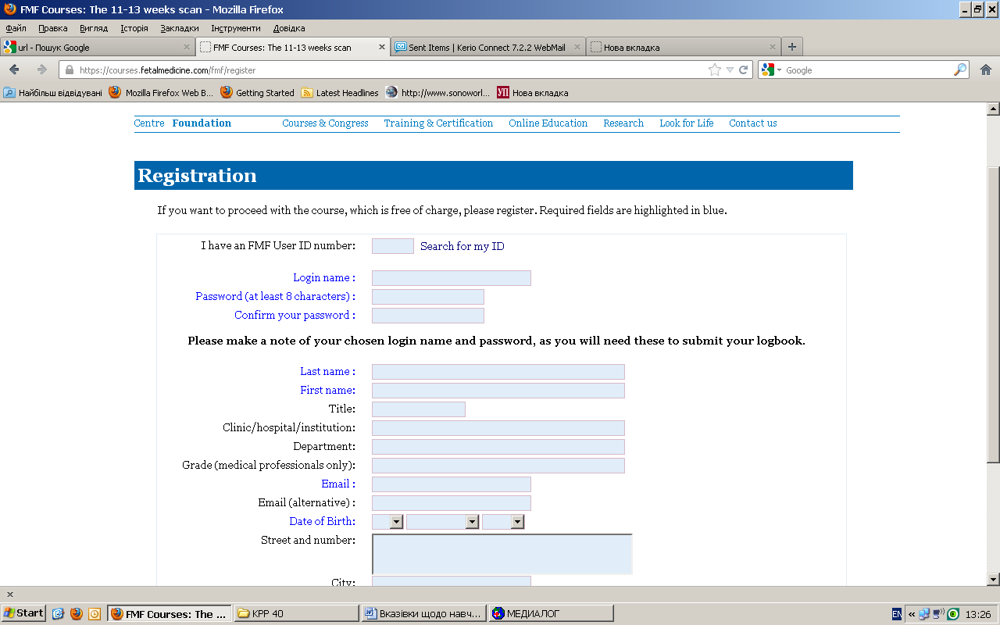 FMF Courses: The 11-13 weeks scan - Mozilla Firefox
Файл Правка Вигляд Історія Закладки Інструменти Довідка
url - Пошук Google FMF Courses: The 11-13 weeks scan Sent Items | Kerio Connect 7.2.2 WebMail Нова вкладка
https://courses.fetalmedicine.com/fmf/register Google
Найбільш відвідувані Mozilla Firefox Web B... Getting Started Latest Headlines http://www.sonoworl... УП Нова вкладка
Centre Foundation Courses & Congress Training & Certification Online Education Research Look for Life Contact us
Registration
If you want to proceed with the course, which is free of charge, please register. Required fields are highlighted in blue.
I have an FMF User ID number: Search for my ID
Login name :
Password (at least 8 characters) :
Confirm your password :
Please make a note of your chosen login name and password, as you will need these to submit your logbook.
Last name :
First name:
Title:
Clinic/hospital/institution:
Department:
Grade (medical professionals only):
Email :
Email (alternative) :
Date of Birth:
Street and number:
City:
Start FMF Courses: The ... КРР 40 Вказівки щодо навч... МЕДИАЛОГ EN « 13:26